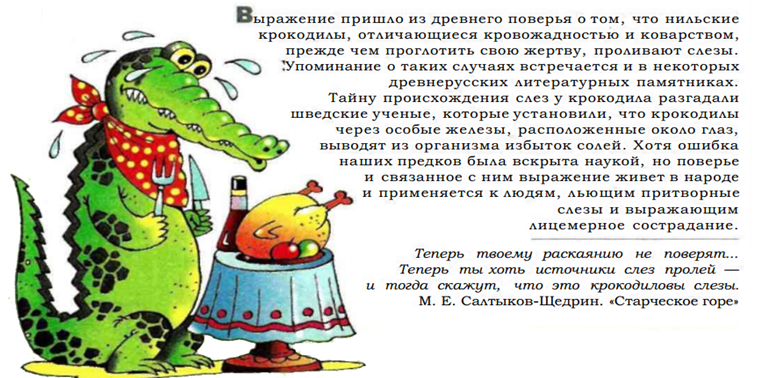 Выражение пришло из древнего поверья о том, что нильские
крокодилы, отличающиеся кровожадностью и коварством,
прежде чем проглотить свою жертву, проливают слезы.
Упоминание о таких случаях встречается и в некоторых
древнерусских литературных памятниках.
Тайну происхождения слез у крокодила разгадали
шведские ученые, которые установили, что крокодилы
через особые железы, расположенные около глаз,
выводят из организма избыток солей. Хотя ошибка
наших предков была вскрыта наукой, но поверье
и связанное с ним выражение живет в народе
и применяется к людям, льющим притворные
слезы и выражающим
лицемерное сострадание.
Теперь твоему раскаянию не поверят...
Теперь ты хоть источники слез пролей —
и тогда скажут, что это крокодиловы слезы.
М. Е. Салтыков-Щедрин. «Старческое горе»